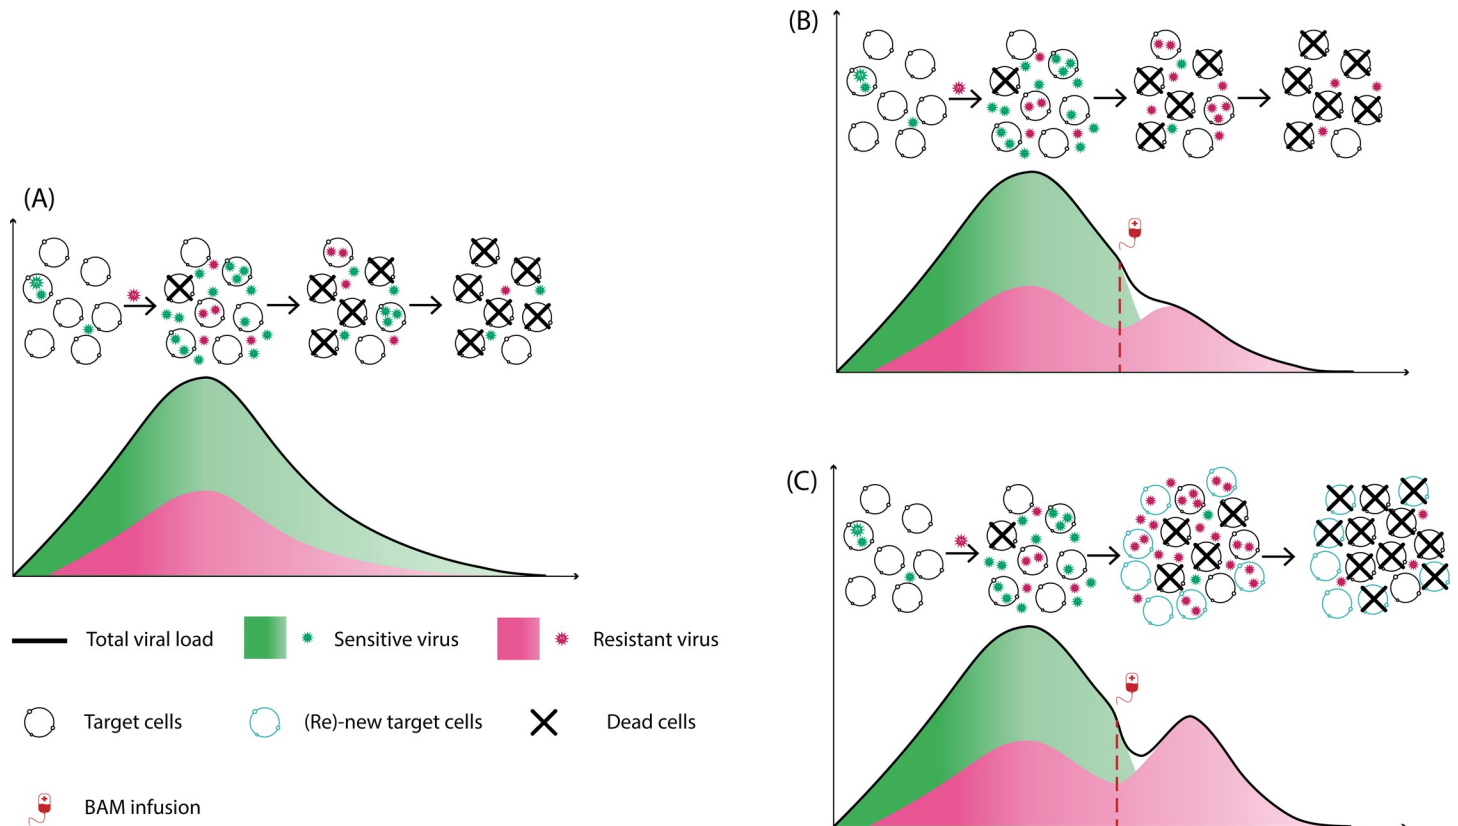 (A)
(B)
(C)
Total viral load
Sensitive virus
Resistant virus
Target cells
(Re)-new target cells
Dead cells
BAM infusion